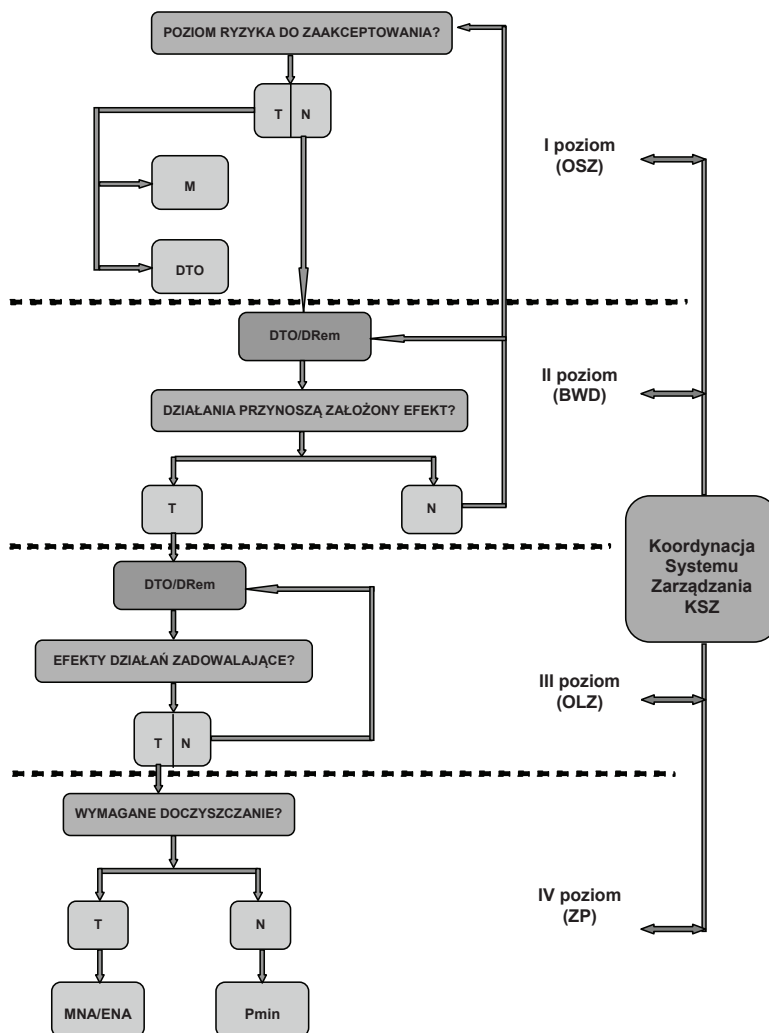 POZIOM RYZYKA DO ZAAKCEPTOWANIA?
T
N
I poziom
(OSZ)
M
DTO
DTO/DRem
II poziom
(BWD)
DZIAŁANIA PRZYNOSZĄ ZAŁOŻONY EFEKT?
T
N
Koordynacja
Systemu
Zarządzania
KSZ
DTO/DRem
EFEKTY DZIAŁAŃ ZADOWALAJĄCE?
III poziom
(OLZ)
T
N
WYMAGANE DOCZYSZCZANIE?
IV poziom
(ZP)
T
N
MNA/ENA
Pmin